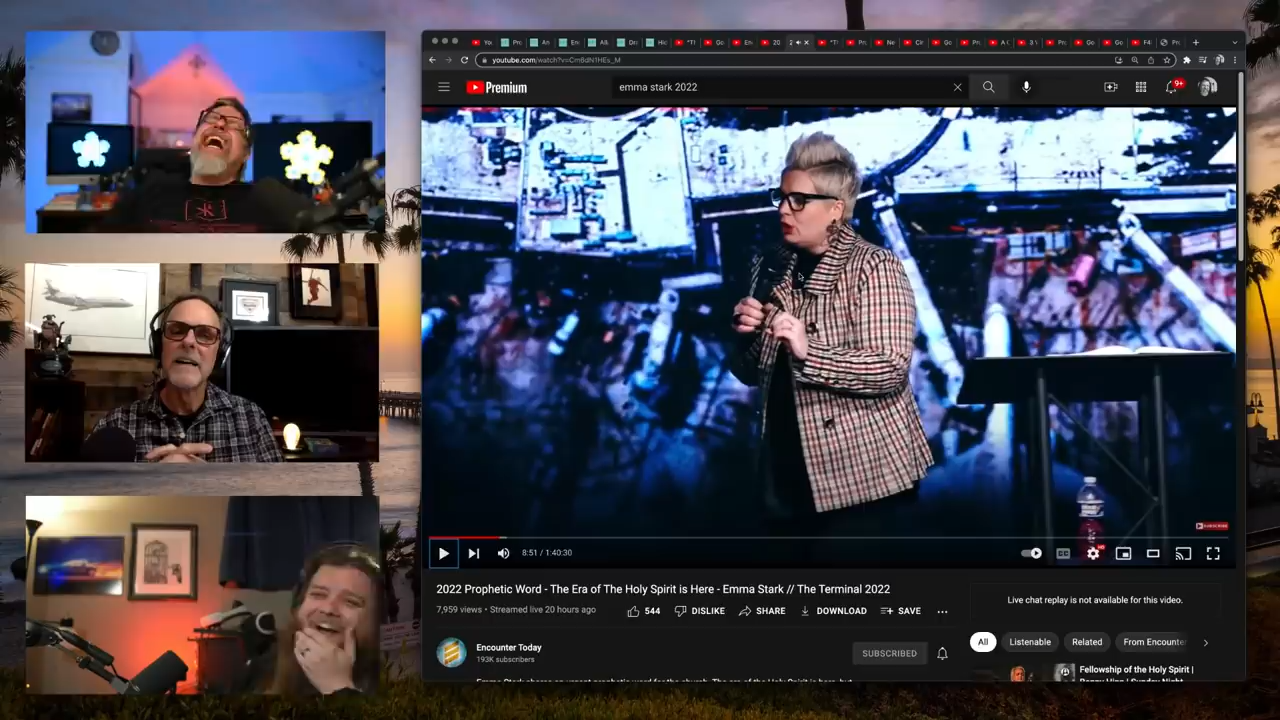 youtube.com/watch?v=Cm6dN1HEs_M
Premium
emma stark 2022
9+
SUBSCRIBE
8:51 / 1:40:30
2022 Prophetic Word - The Era of The Holy Spirit is Here - Emma Stark // The Terminal 2022
7,959 views • Streamed live 20 hours ago
544
DISLIKE
SHARE
DOWNLOAD
SAVE
Live chat replay is not available for this video.
All
Listenable
Related
From Encounte
Encounter Today
193K subscribers
SUBSCRIBED
Fellowship of the Holy Spirit |